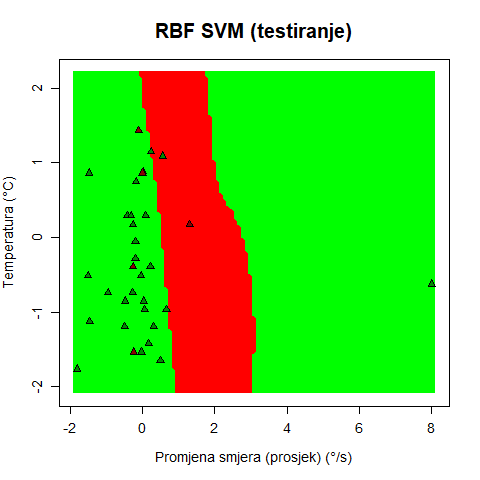 RBF SVM (testiranje)
Temperatura (°C)
2
1
0
-1
-2
-2 0 2 4 6 8
Promjena smjera (prosjek) (°/s)